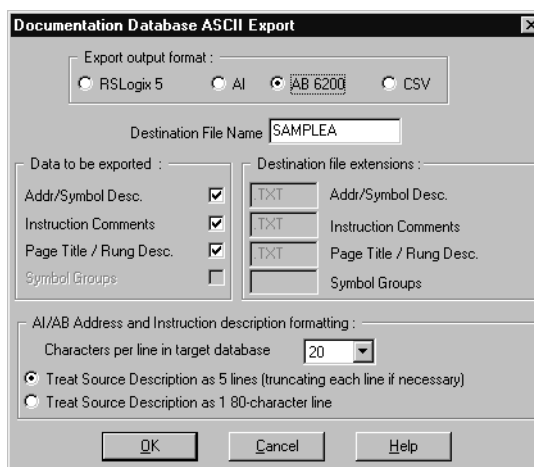 Documentation Database ASCII Export
Export output format :
RSLogix 5 AI AB 6200 CSV
Destination File Name SAMPLEA
Data to be exported :
Addr/Symbol Desc.
Instruction Comments
Page Title / Rung Desc.
Symbol Groups
Destination file extensions :
.TXT Addr/Symbol Desc.
.TXT Instruction Comments
.TXT Page Title / Rung Desc.
Symbol Groups
AI/AB Address and Instruction description formatting :
Characters per line in target database 20
Treat Source Description as 5 lines (truncating each line if necessary)
Treat Source Description as 1 80-character line
OK Cancel Help